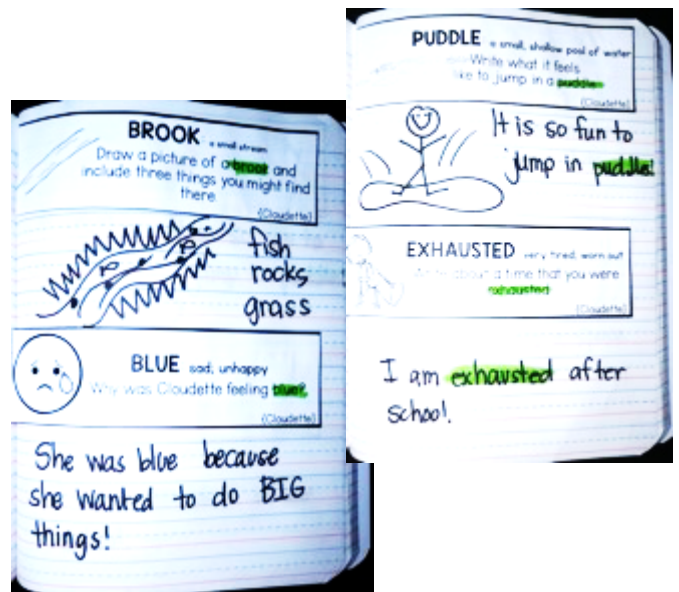 BROOK a small stream
Draw a picture of a brook and
include three things you might find
there.
(Cloudette)
fish
rocks
grass
BLUE sad, unhappy
Why was Cloudette feeling blue?
(Cloudette)
She was blue because
she wanted to do BIG
things!
PUDDLE a small, shallow pool of water
Write what it feels
like to jump in a puddle
(Cloudette)
It is so fun to
jump in puddle!
EXHAUSTED very tired, worn out
about a time that you were
exhausted
(Cloudette)
I am exhausted after
school.